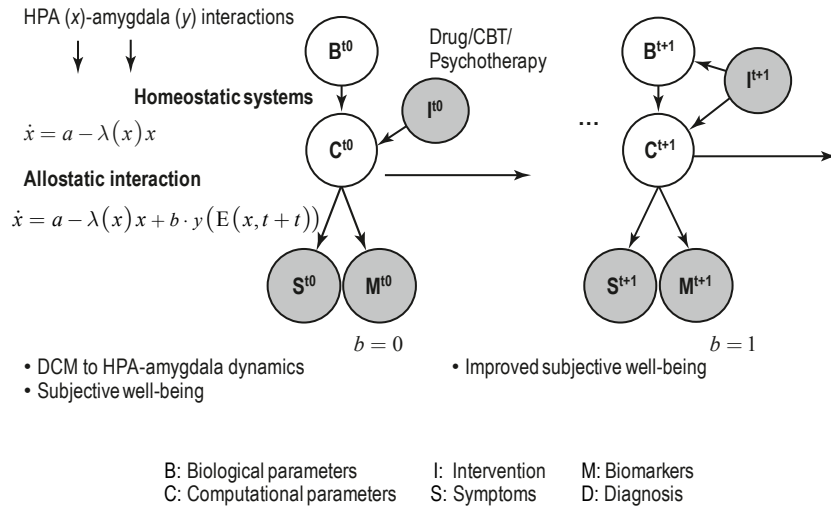 HPA (x)-amygdala (y) interactions
Homeostatic systems
ẋ = a − λ(x)x
Allostatic interaction
ẋ = a − λ(x)x + b · y(E(x, t + t))
B^t0
Drug/CBT/
Psychotherapy
I^t0
C^t0
S^t0 M^t0
b = 0
...
B^t+1
I^t+1
C^t+1
S^t+1 M^t+1
b = 1
• DCM to HPA-amygdala dynamics
• Subjective well-being
• Improved subjective well-being
B: Biological parameters I: Intervention M: Biomarkers
C: Computational parameters S: Symptoms D: Diagnosis